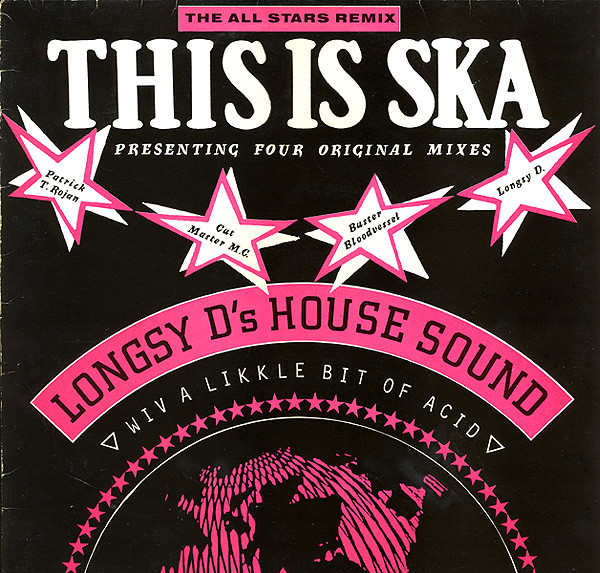 THE ALL STARS REMIX
THIS IS SKA
PRESENTING FOUR ORIGINAL MIXES
Patrick
T. Rojan
Cut
Master M.C.
Buster
Bloodvessel
Longsy D.
LONGSY D's HOUSE SOUND
WIV A LIKKLE BIT OF ACID